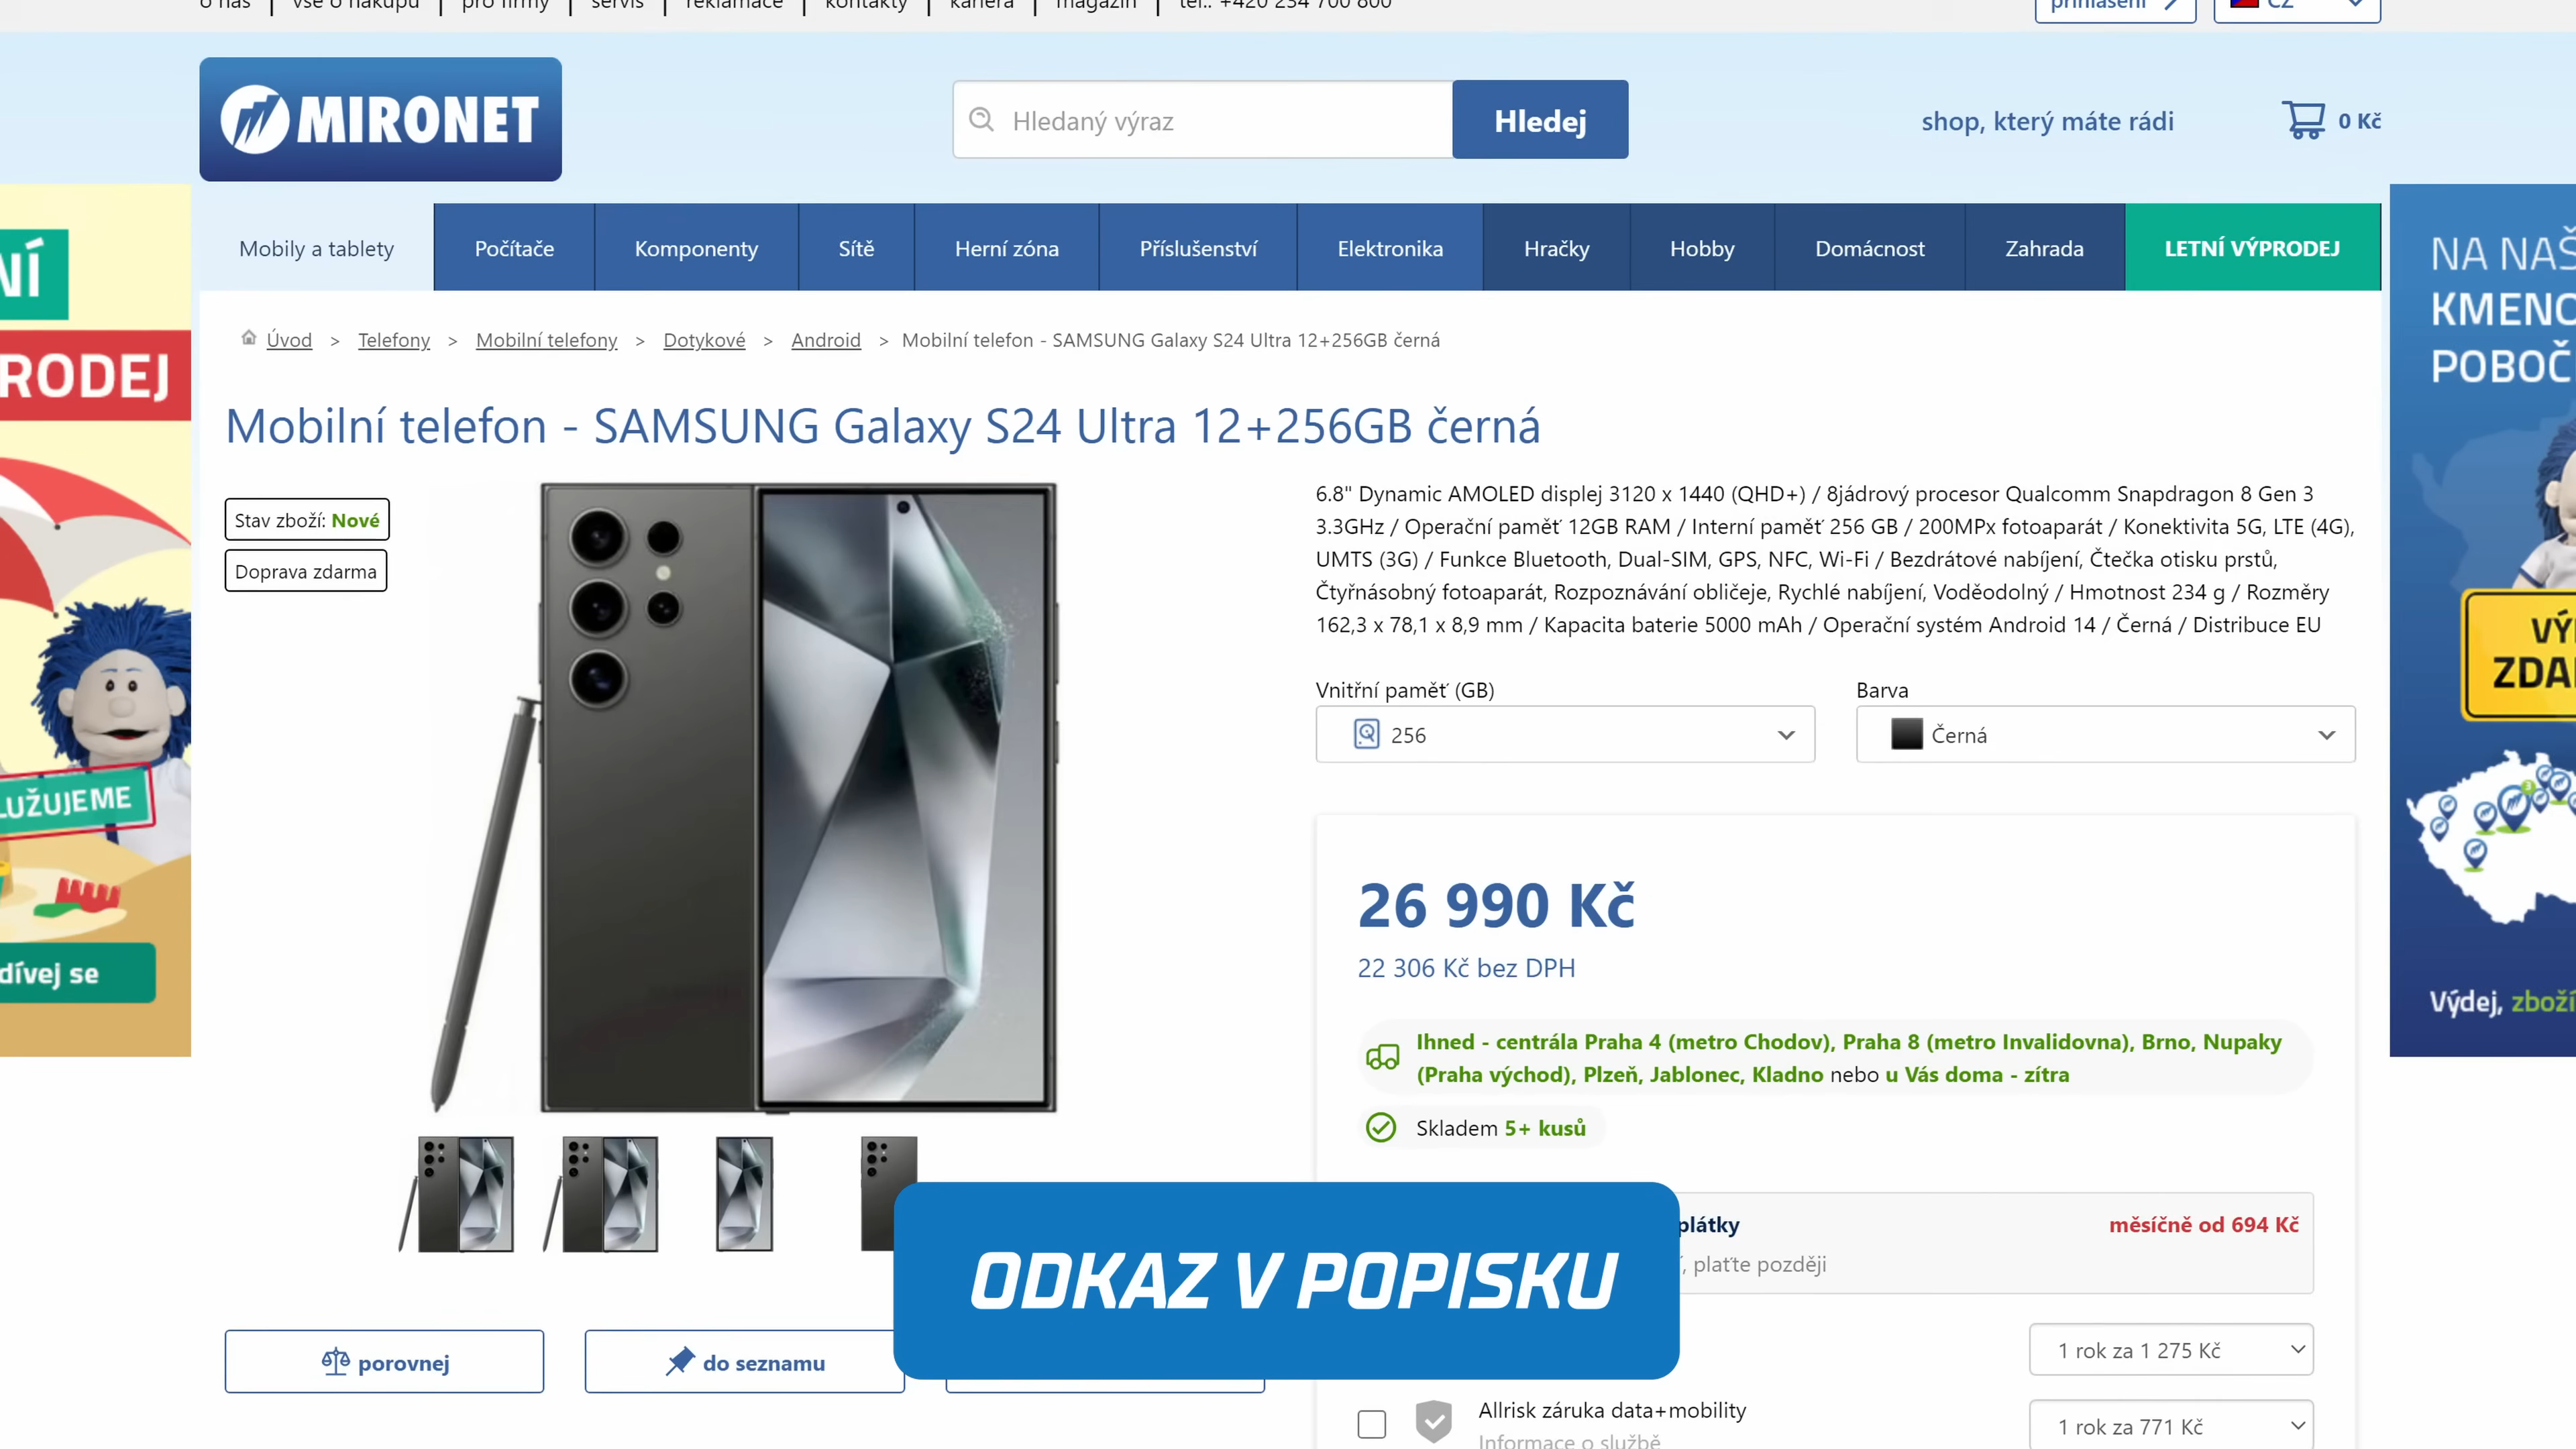 o nás | vše o nákupu | pro firmy | servis | reklamace | kontakty | kariéra | magazín | tel.: +420 234 700 800
přihlášení
CZ
MIRONET
Hledaný výraz
Hledej
shop, který máte rádi
0 Kč
Mobily a tablety
Počítače
Komponenty
Sítě
Herní zóna
Příslušenství
Elektronika
Hračky
Hobby
Domácnost
Zahrada
LETNÍ VÝPRODEJ
Úvod > Telefony > Mobilní telefony > Dotykové > Android > Mobilní telefon - SAMSUNG Galaxy S24 Ultra 12+256GB černá
Mobilní telefon - SAMSUNG Galaxy S24 Ultra 12+256GB černá
Stav zboží: Nové
Doprava zdarma
6.8" Dynamic AMOLED displej 3120 x 1440 (QHD+) / 8jádrový procesor Qualcomm Snapdragon 8 Gen 3
3.3GHz / Operační paměť 12GB RAM / Interní paměť 256 GB / 200MPx fotoaparát / Konektivita 5G, LTE (4G),
UMTS (3G) / Funkce Bluetooth, Dual-SIM, GPS, NFC, Wi-Fi / Bezdrátové nabíjení, Čtečka otisku prstů,
Čtyřnásobný fotoaparát, Rozpoznávání obličeje, Rychlé nabíjení, Voděodolný / Hmotnost 234 g / Rozměry
162,3 x 78,1 x 8,9 mm / Kapacita baterie 5000 mAh / Operační systém Android 14 / Černá / Distribuce EU
Vnitřní paměť (GB)
Barva
256
Černá
26 990 Kč
22 306 Kč bez DPH
Ihned - centrála Praha 4 (metro Chodov), Praha 8 (metro Invalidovna), Brno, Nupaky
(Praha východ), Plzeň, Jablonec, Kladno nebo u Vás doma - zítra
Skladem 5+ kusů
plátky
měsíčně od 694 Kč
, plaťte později
ODKAZ V POPISKU
porovnej
do seznamu
1 rok za 1 275 Kč
Allrisk záruka data+mobility
Informace o službě
1 rok za 771 Kč
NÍ
RODEJ
LUŽUJEME
dívej se
NA NAŠ
KMENO
POBOČ
VÝ
ZDA
3
Výdej, zboží